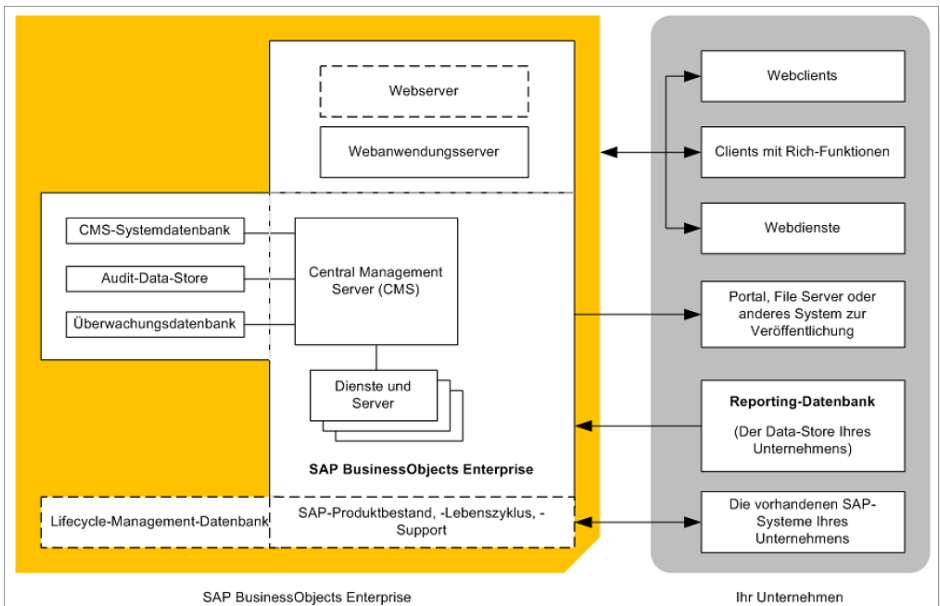 Webserver
Webanwendungsserver
CMS-Systemdatenbank
Audit-Data-Store
Überwachungsdatenbank
Central Management
Server (CMS)
Dienste und
Server
SAP BusinessObjects Enterprise
Lifecycle-Management-Datenbank
SAP-Produktbestand, -Lebenszyklus, -
Support
Webclients
Clients mit Rich-Funktionen
Webdienste
Portal, File Server oder
anderes System zur
Veröffentlichung
Reporting-Datenbank
(Der Data-Store Ihres
Unternehmens)
Die vorhandenen SAP-
Systeme Ihres
Unternehmens
SAP BusinessObjects Enterprise
Ihr Unternehmen